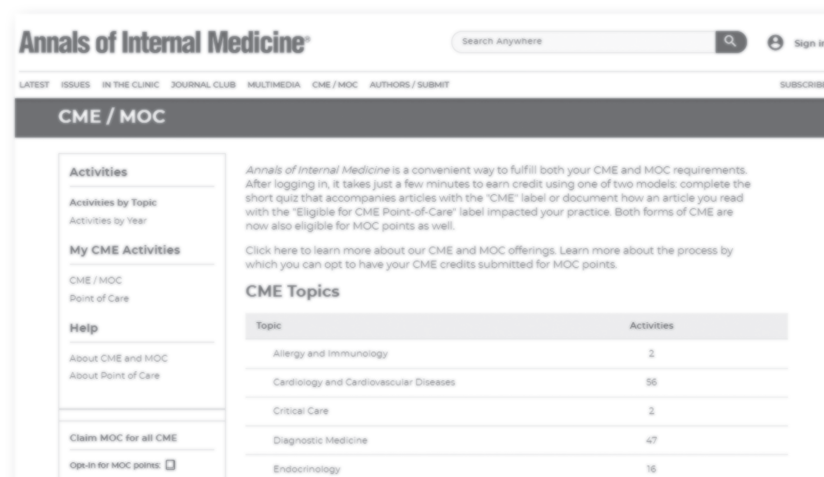 Annals of Internal Medicine®
Search Anywhere
Sign in
LATEST ISSUES IN THE CLINIC JOURNAL CLUB MULTIMEDIA CME / MOC AUTHORS / SUBMIT
SUBSCRIBE
CME / MOC
Activities
Activities by Topic
Activities by Year
My CME Activities
CME / MOC
Point of Care
Help
About CME and MOC
About Point of Care
Claim MOC for all CME
Opt-in for MOC points:
Annals of Internal Medicine is a convenient way to fulfill both your CME and MOC requirements.
After logging in, it takes just a few minutes to earn credit using one of two models: complete the
short quiz that accompanies articles with the "CME" label or document how an article you read
with the "Eligible for CME Point-of-Care" label impacted your practice. Both forms of CME are
now also eligible for MOC points as well.
Click here to learn more about our CME and MOC offerings. Learn more about the process by
which you can opt to have your CME credits submitted for MOC points.
CME Topics
Topic Activities
Allergy and Immunology 2
Cardiology and Cardiovascular Diseases 56
Critical Care 2
Diagnostic Medicine 47
Endocrinology 16